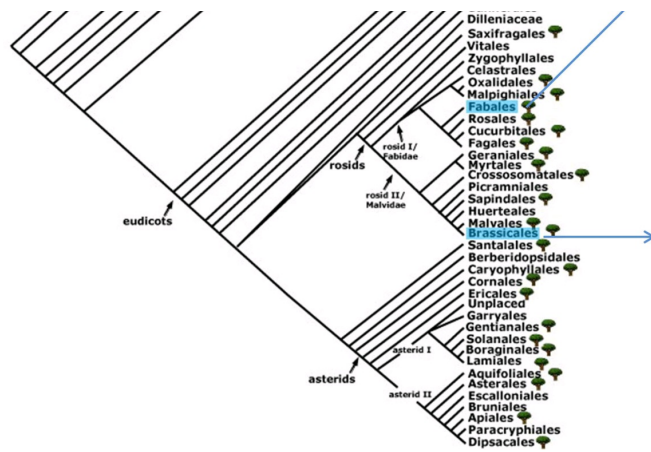 Dilleniaceae
Saxifragales
Vitales
Zygophyllales
Celastrales
Oxalidales
Malpighiales
Fabales
Rosales
Cucurbitales
Fagales
Geraniales
Myrtales
Crossosomatales
Picramniales
Sapindales
Huerteales
Malvales
Brassicales
Santalales
Berberidopsidales
Caryophyllales
Cornales
Ericales
Unplaced
Garryales
Gentianales
Solanales
Boraginales
Lamiales
Aquifoliales
Asterales
Escalloniales
Bruniales
Apiales
Paracryphiales
Dipsacales
rosid I/
Fabidae
rosids
rosid II/
Malvidae
eudicots
asterid I
asterids
asterid II